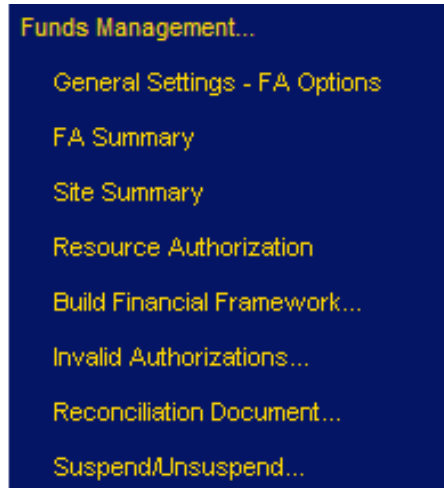 Funds Management...
General Settings - FA Options
FA Summary
Site Summary
Resource Authorization
Build Financial Framework...
Invalid Authorizations...
Reconciliation Document...
Suspend/Unsuspend...